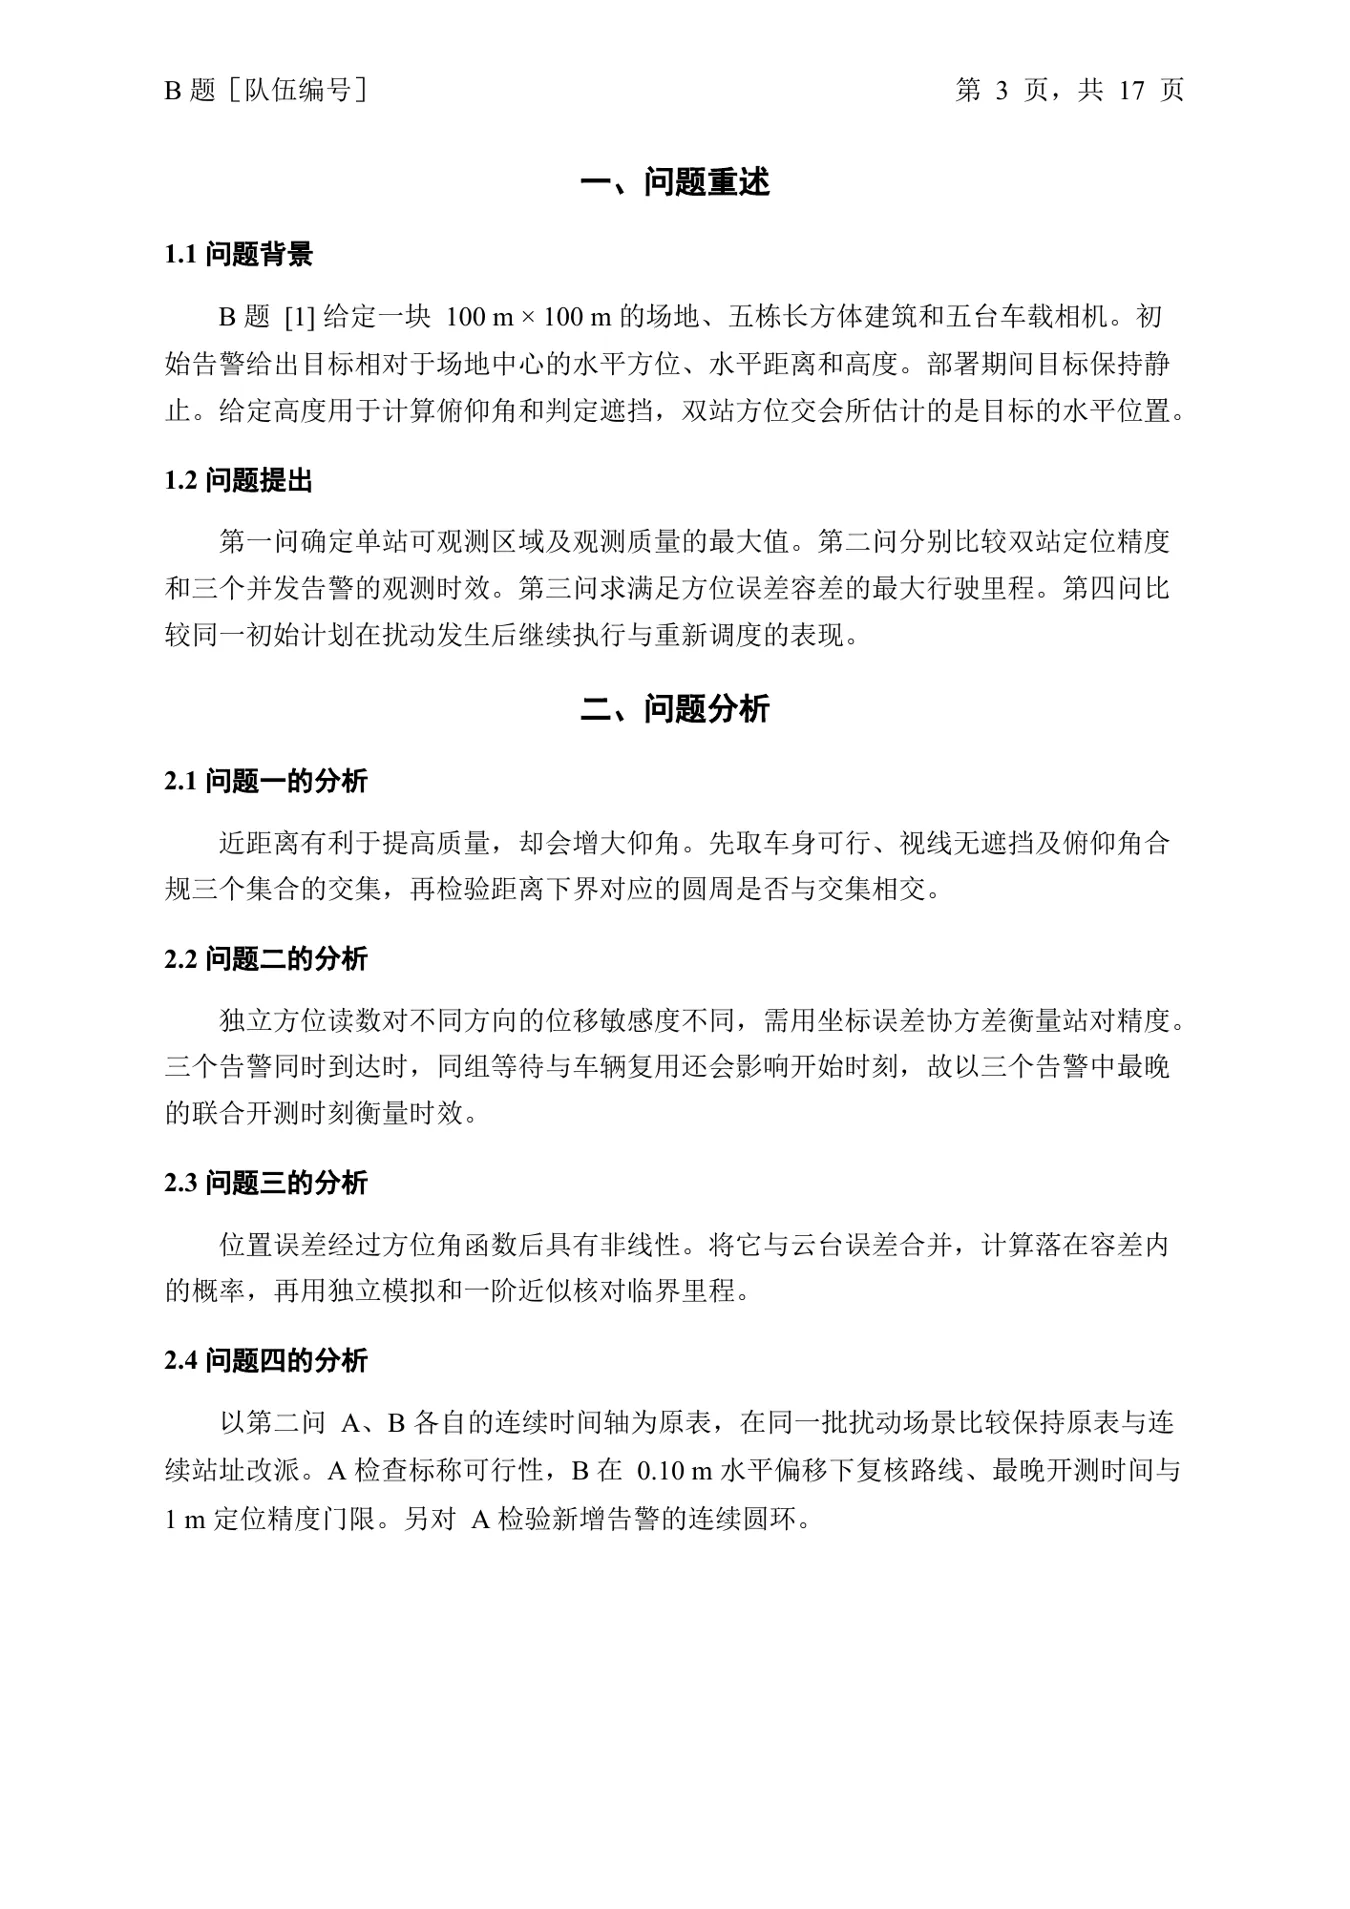 B 题［队伍编号］
第 3 页，共 17 页
一、问题重述
1.1 问题背景
B 题 [1] 给定一块 100 m × 100 m 的场地、五栋长方体建筑和五台车载相机。初
始告警给出目标相对于场地中心的水平方位、水平距离和高度。部署期间目标保持静
止。给定高度用于计算俯仰角和判定遮挡，双站方位交会所估计的是目标的水平位置。
1.2 问题提出
第一问确定单站可观测区域及观测质量的最大值。第二问分别比较双站定位精度
和三个并发告警的观测时效。第三问求满足方位误差容差的最大行驶里程。第四问比
较同一初始计划在扰动发生后继续执行与重新调度的表现。
二、问题分析
2.1 问题一的分析
近距离有利于提高质量，却会增大仰角。先取车身可行、视线无遮挡及俯仰角合
规三个集合的交集，再检验距离下界对应的圆周是否与交集相交。
2.2 问题二的分析
独立方位读数对不同方向的位移敏感度不同，需用坐标误差协方差衡量站对精度。
三个告警同时到达时，同组等待与车辆复用还会影响开始时刻，故以三个告警中最晚
的联合开测时刻衡量时效。
2.3 问题三的分析
位置误差经过方位角函数后具有非线性。将它与云台误差合并，计算落在容差内
的概率，再用独立模拟和一阶近似核对临界里程。
2.4 问题四的分析
以第二问 A、B 各自的连续时间轴为原表，在同一批扰动场景比较保持原表与连
续站址改派。A 检查标称可行性，B 在 0.10 m 水平偏移下复核路线、最晚开测时间与
1 m 定位精度门限。另对 A 检验新增告警的连续圆环。